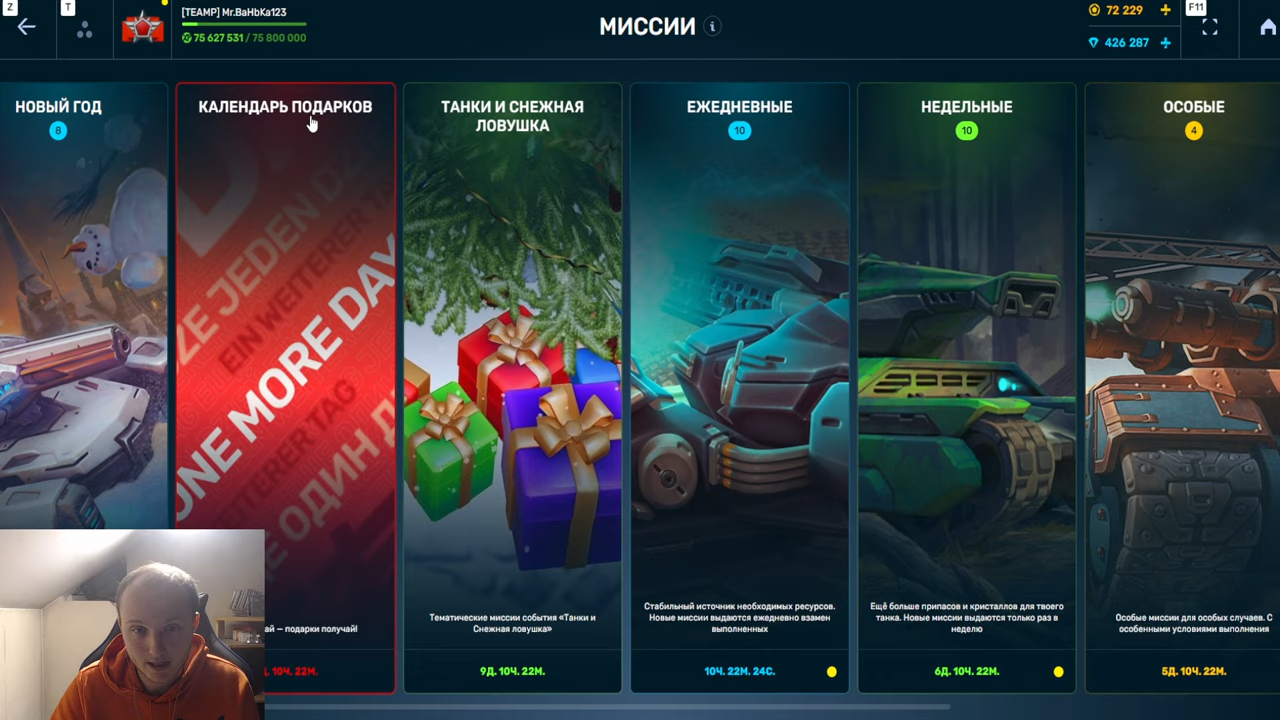 Z
T
[TEAMP] Mr.BaHbKa123
75 627 531 / 75 800 000
МИССИИ
i
72 229
426 287
F11
НОВЫЙ ГОД
8
КАЛЕНДАРЬ ПОДАРКОВ
JEDEN
EIN WEITERER
ONE MORE DAY
TAG
ОДИН
ай — подарки получай!
10Ч. 22М.
ТАНКИ И СНЕЖНАЯ
ЛОВУШКА
Тематические миссии события «Танки и
Снежная ловушка»
9Д. 10Ч. 22М.
ЕЖЕДНЕВНЫЕ
10
Стабильный источник необходимых ресурсов.
Новые миссии выдаются ежедневно взамен
выполненных
10Ч. 22М. 24С.
НЕДЕЛЬНЫЕ
10
Ещё больше припасов и кристаллов для твоего
танка. Новые миссии выдаются только раз в
неделю
6Д. 10Ч. 22М.
ОСОБЫЕ
4
Особые миссии для особых случаев. С
особенными условиями выполнения
5Д. 10Ч. 22М.